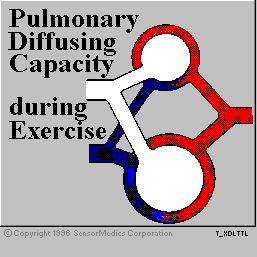 Pulmonary
Diffusing
Capacity
during
Exercise
© Copyright 1996 SensorMedics Corporation
T_XDLTTL